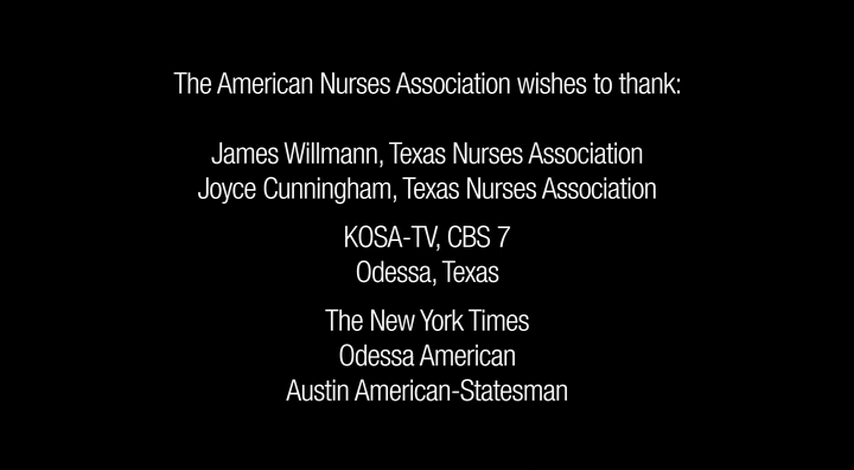 The American Nurses Association wishes to thank:
James Willmann, Texas Nurses Association
Joyce Cunningham, Texas Nurses Association
KOSA-TV, CBS 7
Odessa, Texas
The New York Times
Odessa American
Austin American-Statesman